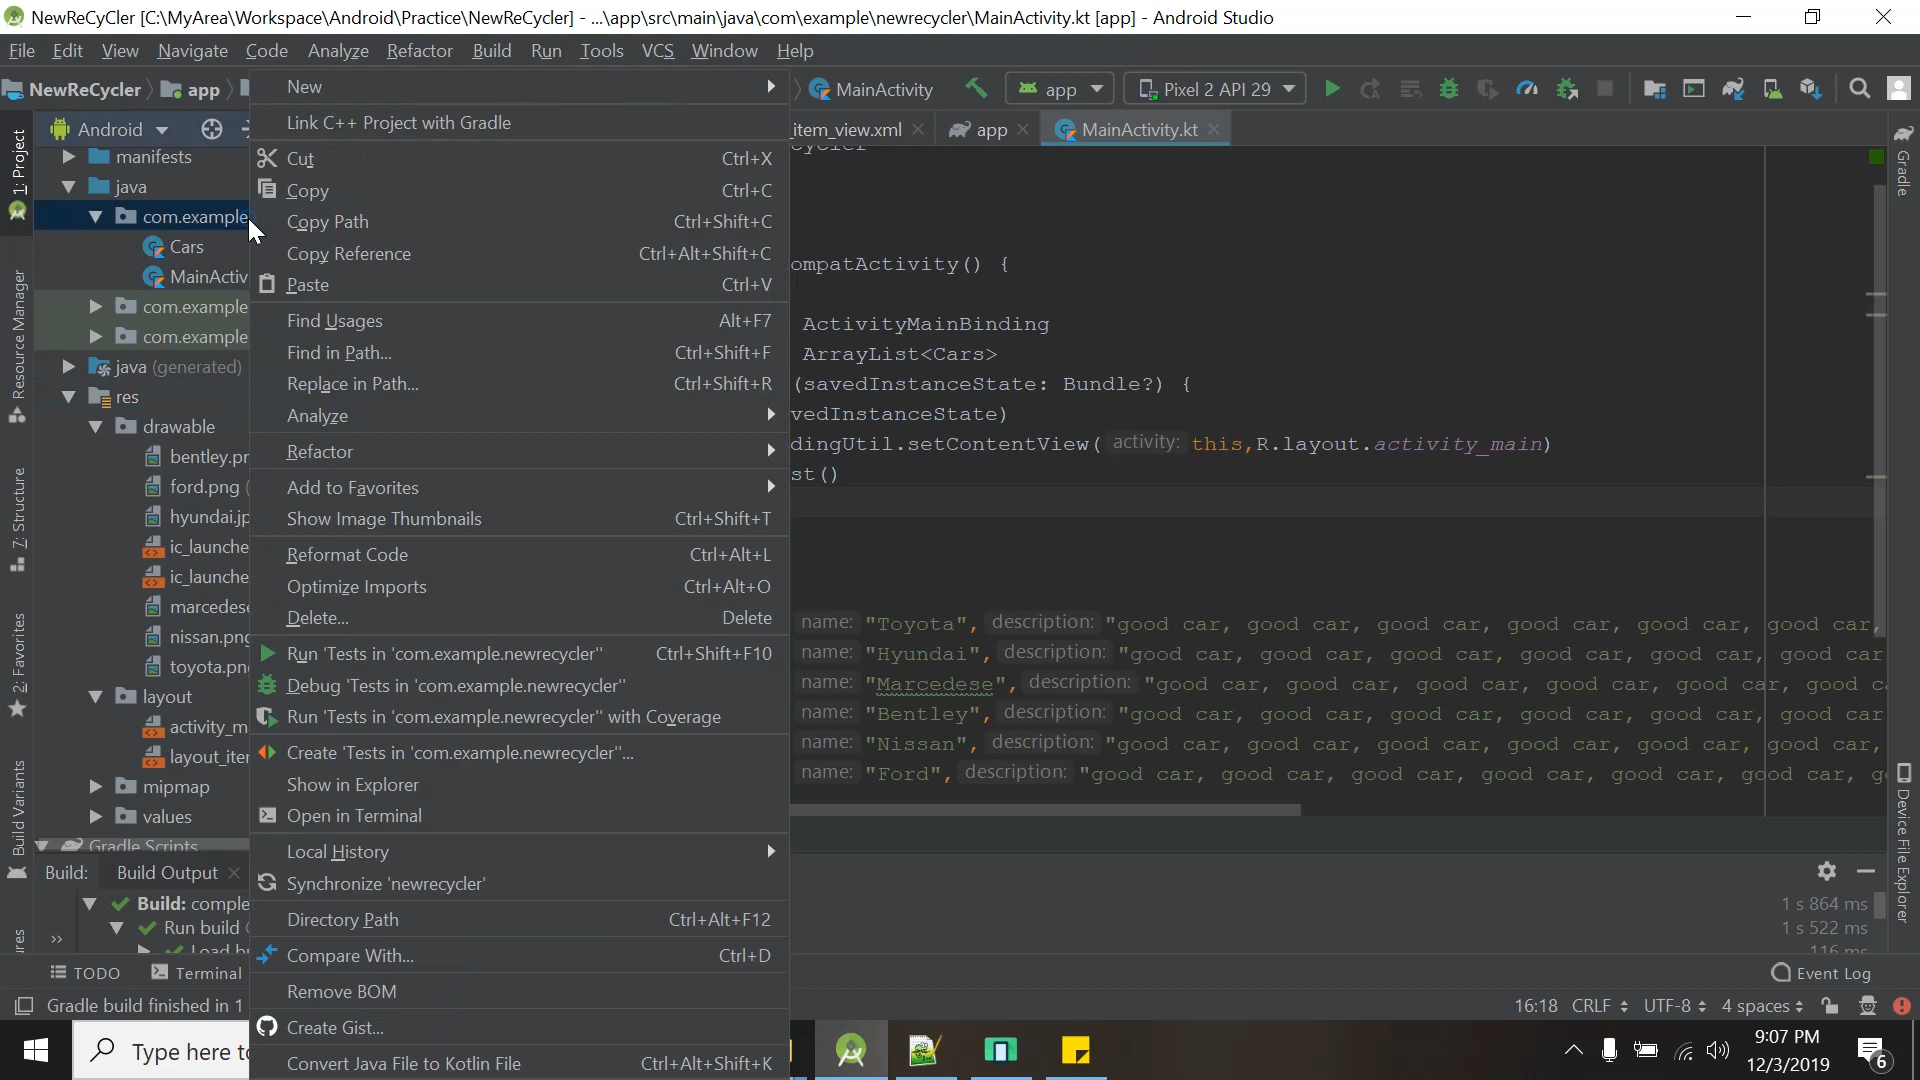 NewReCycler [C:\MyArea\Workspace\Android\Practice\NewReCycler] - ...\app\src\main\java\com\example\newrecycler\MainActivity.kt [app] - Android Studio
File Edit View Navigate Code Analyze Refactor Build Run Tools VCS Window Help
NewReCycler app MainActivity app Pixel 2 API 29
Android item_view.xml app MainActivity.kt
1: Project
Resource Manager
7: Structure
2: Favorites
Build Variants
manifests
java
com.example
Cars
MainActiv
com.example
com.example
java (generated)
res
drawable
bentley.pr
ford.png (
hyundai.jp
ic_launche
ic_launche
marcedese
nissan.png
toyota.pn
layout
activity_m
layout_iter
mipmap
values
Gradle Scripts
New
Link C++ Project with Gradle
Cut Ctrl+X
Copy Ctrl+C
Copy Path Ctrl+Shift+C
Copy Reference Ctrl+Alt+Shift+C
Paste Ctrl+V
Find Usages Alt+F7
Find in Path... Ctrl+Shift+F
Replace in Path... Ctrl+Shift+R
Analyze
Refactor
Add to Favorites
Show Image Thumbnails Ctrl+Shift+T
Reformat Code Ctrl+Alt+L
Optimize Imports Ctrl+Alt+O
Delete... Delete
Run 'Tests in 'com.example.newrecycler'' Ctrl+Shift+F10
Debug 'Tests in 'com.example.newrecycler''
Run 'Tests in 'com.example.newrecycler'' with Coverage
Create 'Tests in 'com.example.newrecycler''...
Show in Explorer
Open in Terminal
Local History
Synchronize 'newrecycler'
Directory Path Ctrl+Alt+F12
Compare With... Ctrl+D
Remove BOM
Create Gist...
Convert Java File to Kotlin File Ctrl+Alt+Shift+K
ompatActivity() {
ActivityMainBinding
ArrayList<Cars>
(savedInstanceState: Bundle?) {
vedInstanceState)
dingUtil.setContentView( activity: this,R.layout.activity_main)
st()
name: "Toyota", description: "good car, good car, good car, good car, good car, good car,
name: "Hyundai", description: "good car, good car, good car, good car, good car, good car
name: "Marcedese", description: "good car, good car, good car, good car, good car, good c
name: "Bentley", description: "good car, good car, good car, good car, good car, good car
name: "Nissan", description: "good car, good car, good car, good car, good car, good car,
name: "Ford", description: "good car, good car, good car, good car, good car, good car, g
Gradle
Device File Explorer
Build: Build Output
Build: comple 1 s 864 ms
Run build 1 s 522 ms
116 ms
TODO Terminal Event Log
Gradle build finished in 1 16:18 CRLF UTF-8 4 spaces
Type here to 9:07 PM
12/3/2019 6